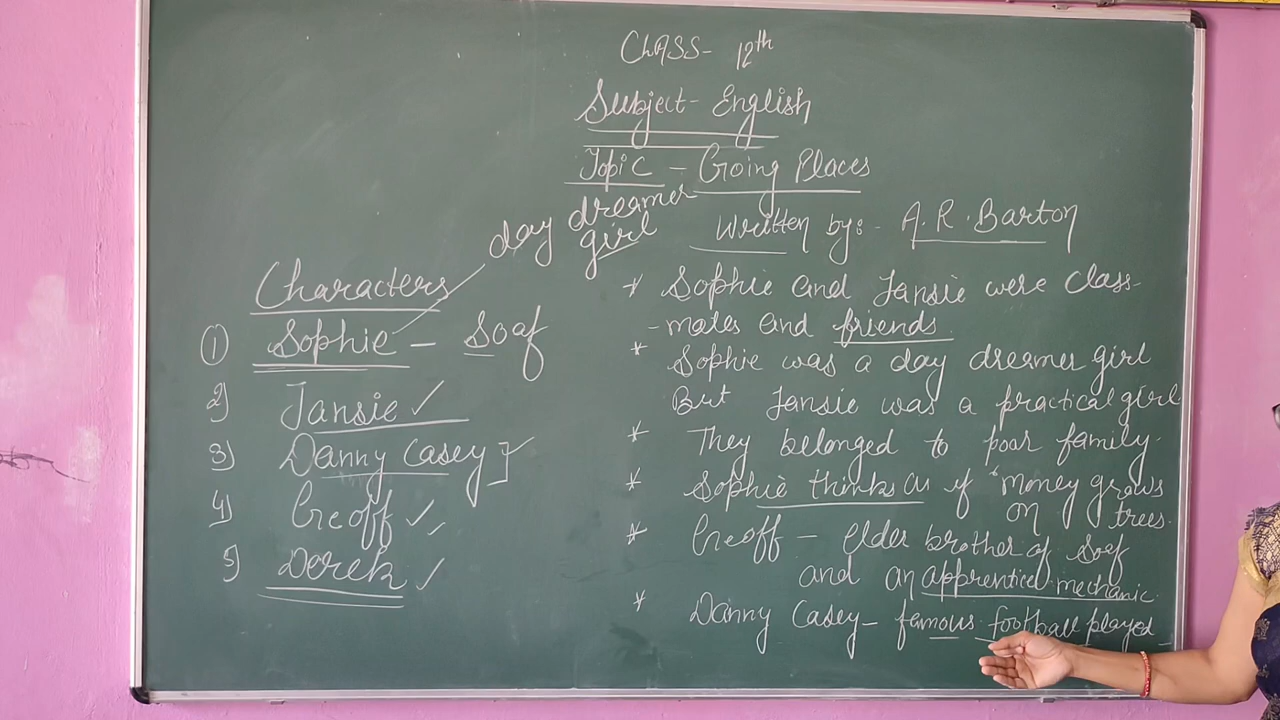 CLASS- 12th
Subject- English
Topic - Going Places
Written by:- A.R.Barton
day dreamer
girl
Characters
1 Sophie - Soaf
2) Jansie ✓
3) Danny Casey] ✓
4) Geoff ✓
5) Derek ✓
* Sophie and Jansie were class-
-mates and friends.
* Sophie was a day dreamer girl
But Jansie was a practical girl.
* They belonged to poor family.
* Sophie thinks as if "money grows
on trees.
* Geoff - Elder brother of Soef
and an apprentice mechanic.
* Danny Casey- famous football played